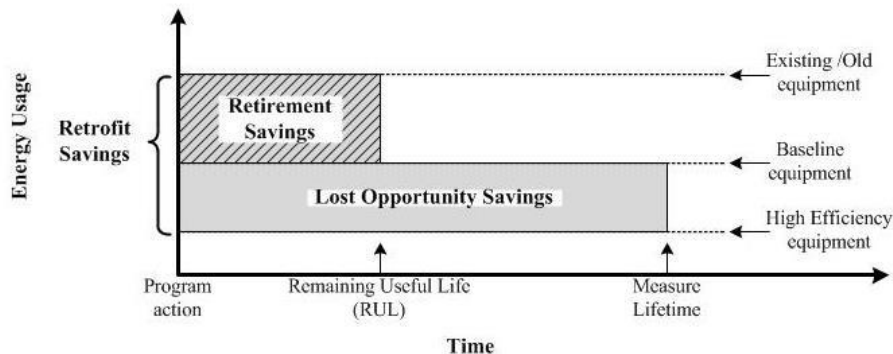 Energy Usage
Retrofit
Savings
Retirement
Savings
Lost Opportunity Savings
Existing /Old
equipment
Baseline
equipment
High Efficiency
equipment
Program
action
Remaining Useful Life
(RUL)
Measure
Lifetime
Time